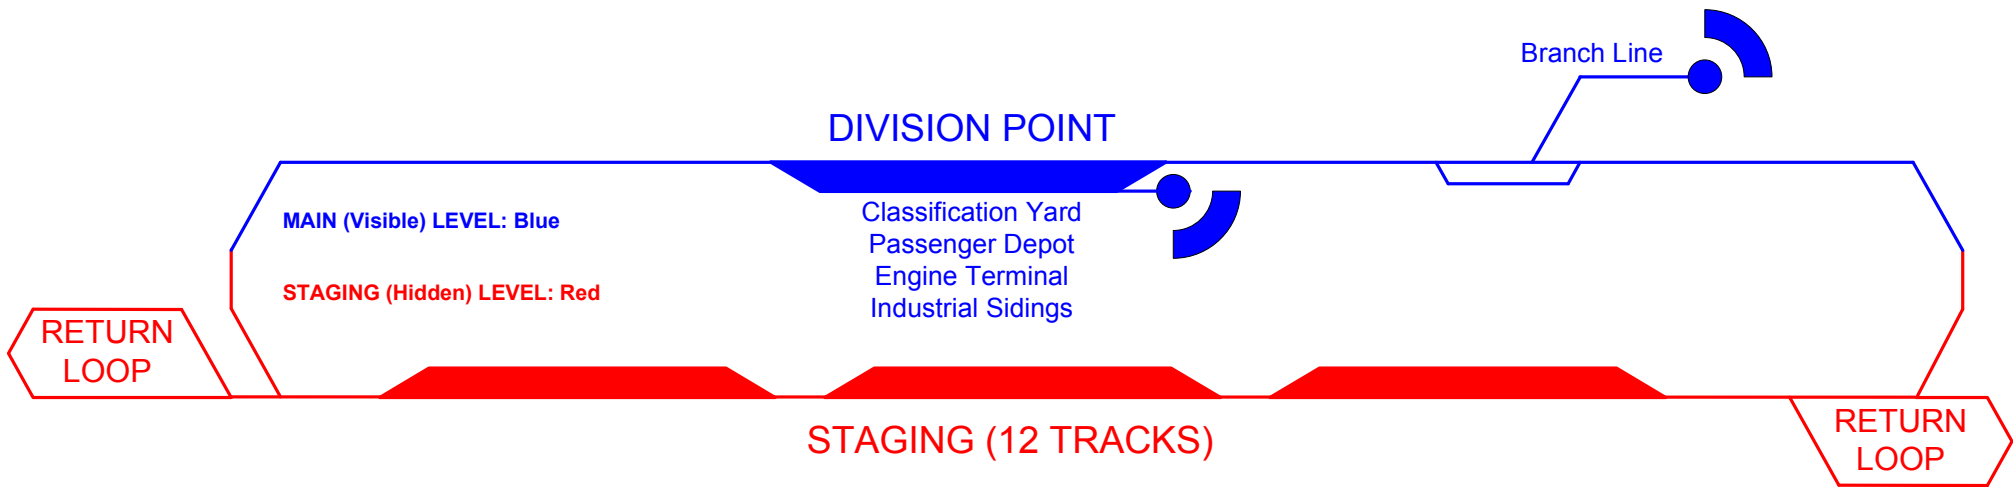 Branch Line
DIVISION POINT
MAIN (Visible) LEVEL: Blue
Classification Yard
Passenger Depot
Engine Terminal
Industrial Sidings
STAGING (Hidden) LEVEL: Red
RETURN
LOOP
STAGING (12 TRACKS)
RETURN
LOOP